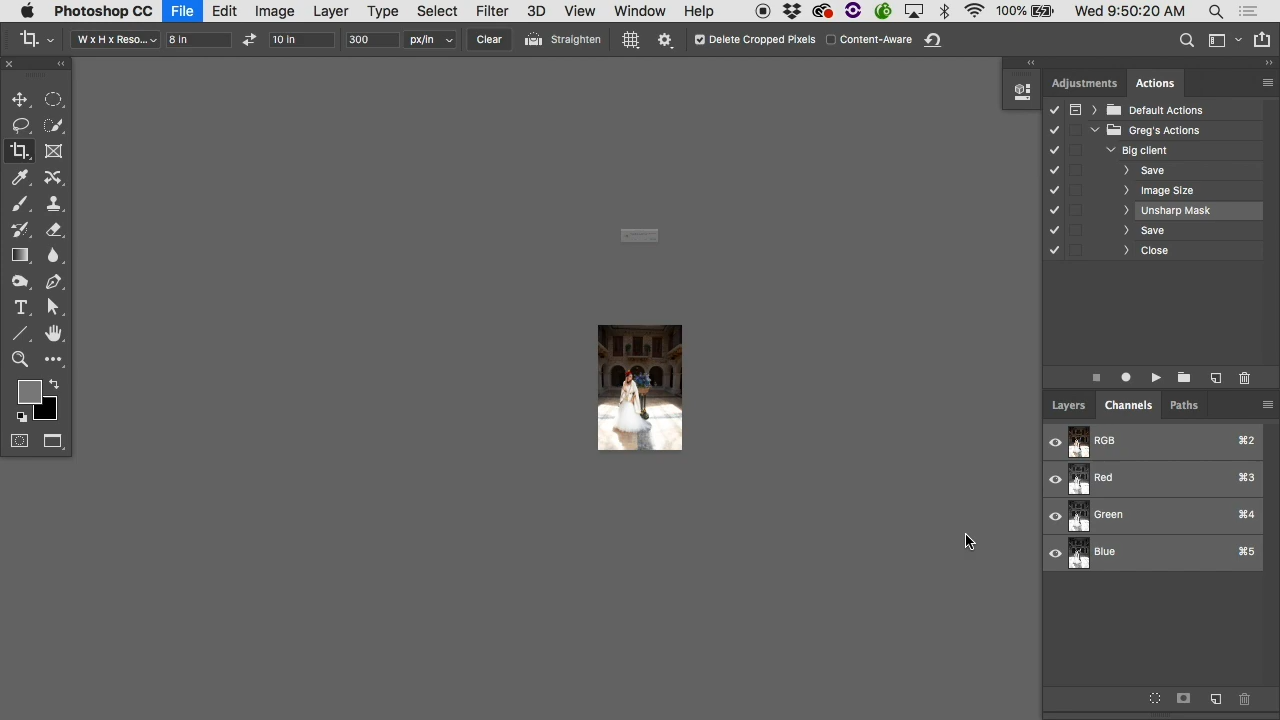 Photoshop CC File Edit Image Layer Type Select Filter 3D View Window Help 100% Wed 9:50:20 AM
W x H x Reso... 8 in 10 in 300 px/in Clear Straighten Delete Cropped Pixels Content-Aware
Adjustments Actions
Default Actions
Greg's Actions
Big client
Save
Image Size
Unsharp Mask
Save
Close
Layers Channels Paths
RGB ⌘2
Red ⌘3
Green ⌘4
Blue ⌘5